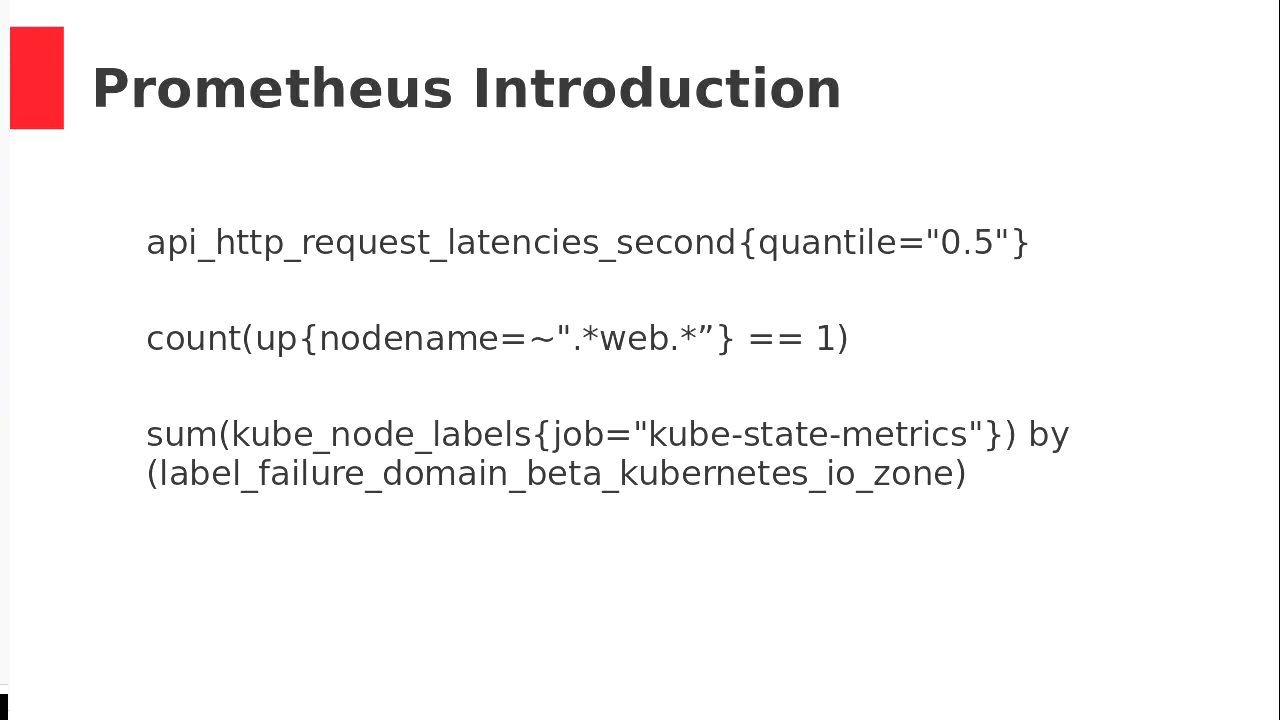 Prometheus Introduction
api_http_request_latencies_second{quantile="0.5"}
count(up{nodename=~".*web.*”} == 1)
sum(kube_node_labels{job="kube-state-metrics"}) by
(label_failure_domain_beta_kubernetes_io_zone)